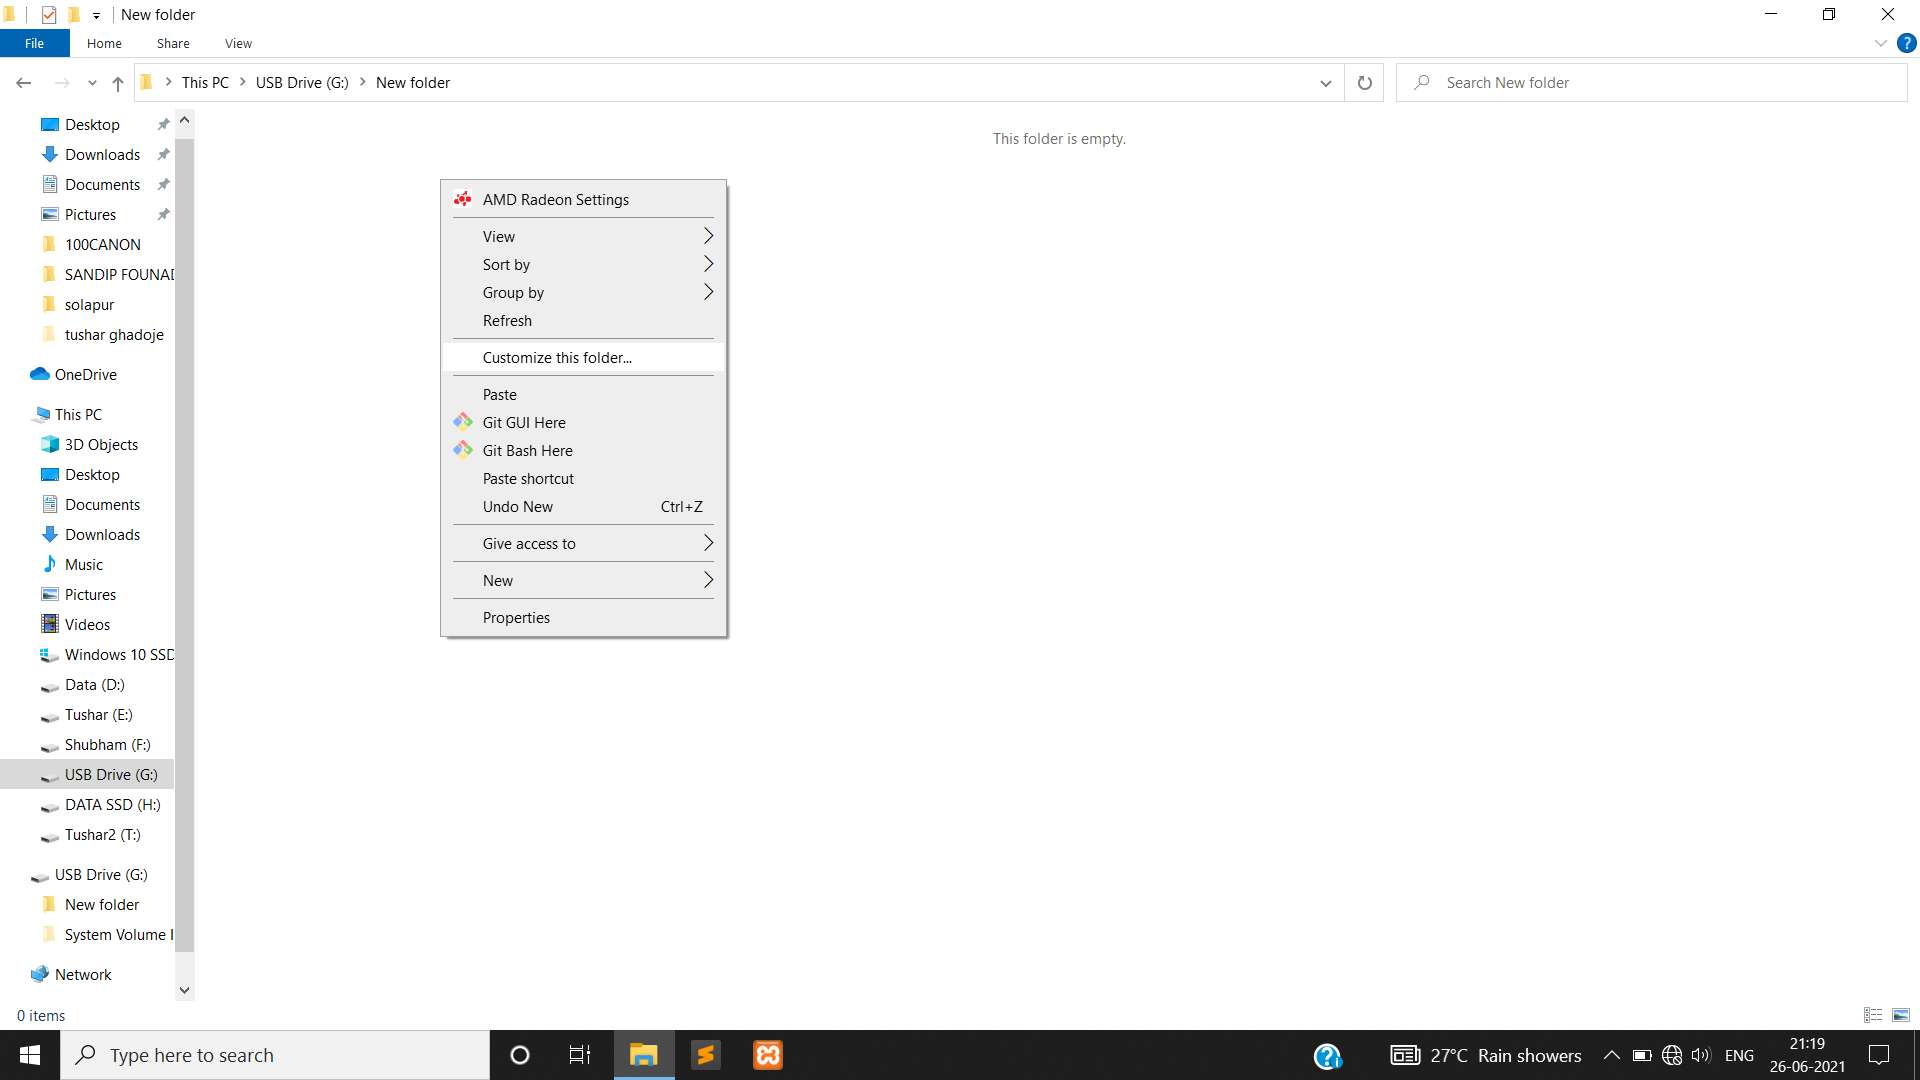 New folder
File Home Share View
This PC > USB Drive (G:) > New folder
Search New folder
Desktop
Downloads
Documents
Pictures
100CANON
SANDIP FOUNAD
solapur
tushar ghadoje
OneDrive
This PC
3D Objects
Desktop
Documents
Downloads
Music
Pictures
Videos
Windows 10 SSD
Data (D:)
Tushar (E:)
Shubham (F:)
USB Drive (G:)
DATA SSD (H:)
Tushar2 (T:)
USB Drive (G:)
New folder
System Volume I
Network
This folder is empty.
AMD Radeon Settings
View
Sort by
Group by
Refresh
Customize this folder...
Paste
Git GUI Here
Git Bash Here
Paste shortcut
Undo New Ctrl+Z
Give access to
New
Properties
0 items
Type here to search
27°C Rain showers
ENG
21:19
26-06-2021